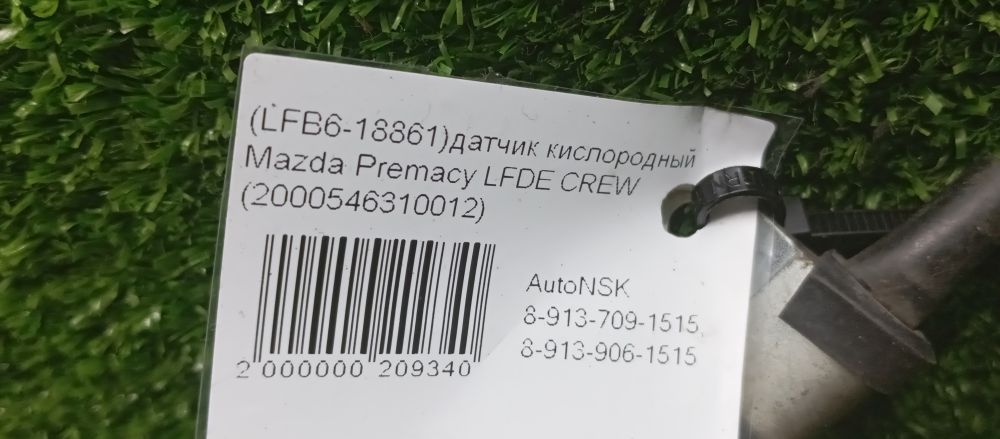 (LFB6-18861)датчик кислородный
Mazda Premacy LFDE CREW
(2000546310012)
AutoNSK
8-913-709-1515,
8-913-906-1515
2 000000 209340